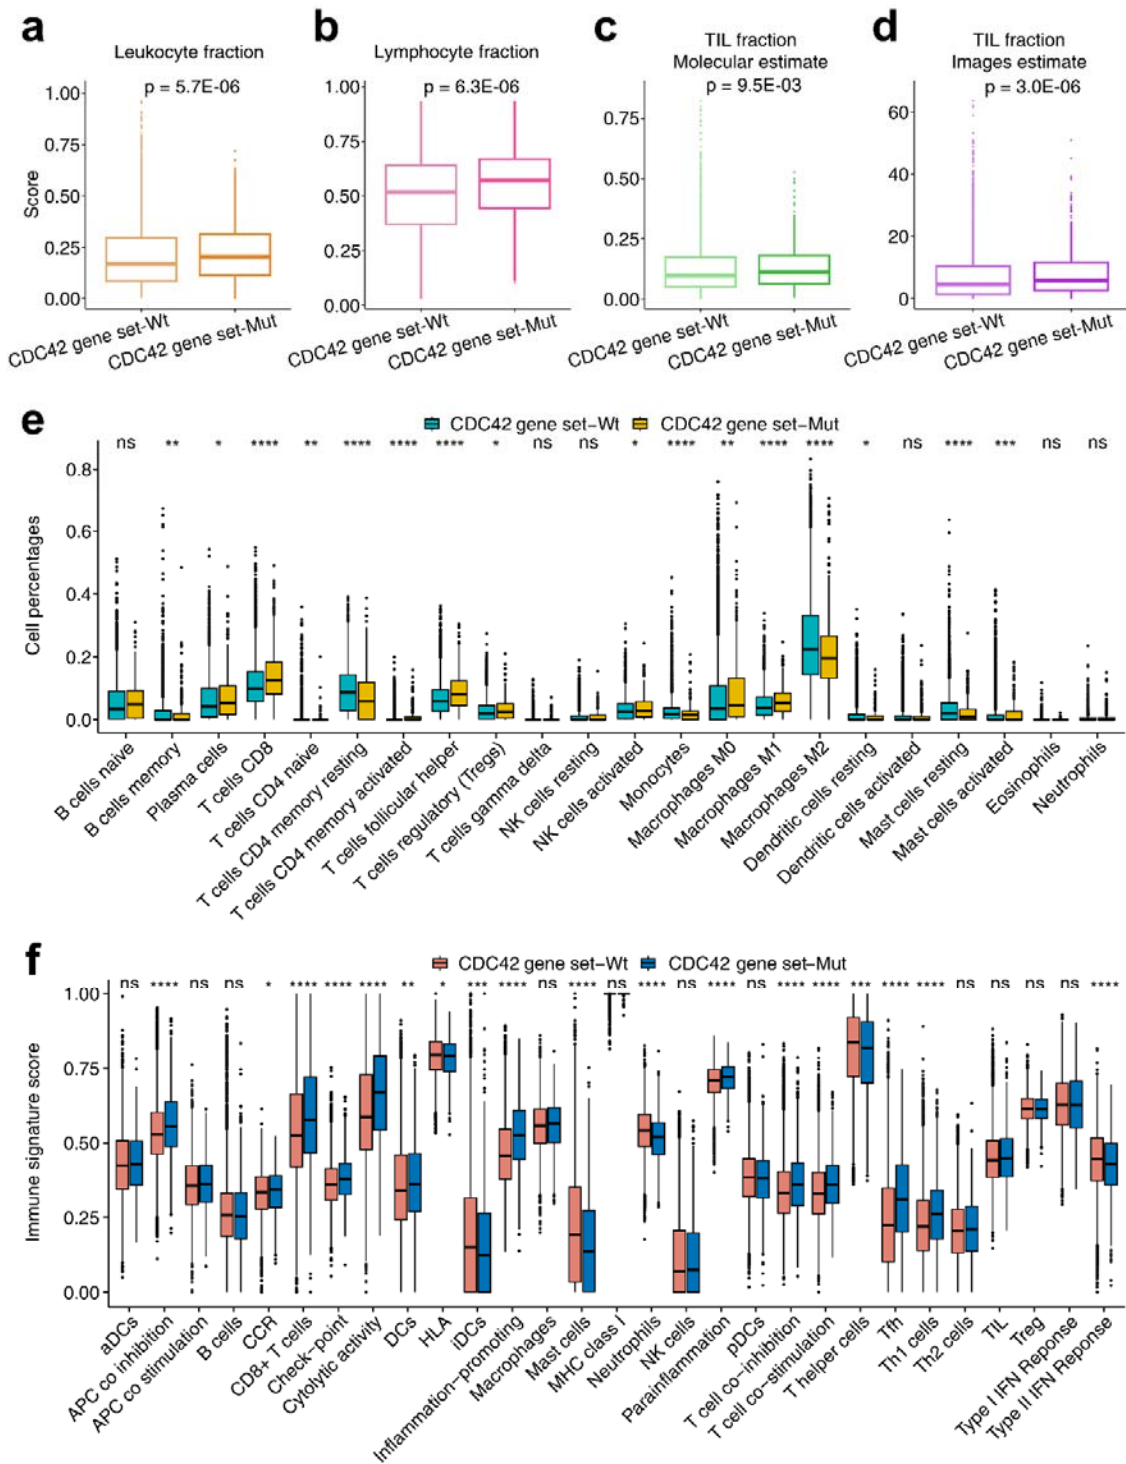 a
Leukocyte fraction
p = 5.7E-06
Score
1.00
0.75
0.50
0.25
0.00
CDC42 gene set-Wt
CDC42 gene set-Mut
b
Lymphocyte fraction
p = 6.3E-06
1.00
0.75
0.50
0.25
0.00
CDC42 gene set-Wt
CDC42 gene set-Mut
c
TIL fraction
Molecular estimate
p = 9.5E-03
0.75
0.50
0.25
0.00
CDC42 gene set-Wt
CDC42 gene set-Mut
d
TIL fraction
Images estimate
p = 3.0E-06
60
40
20
0
CDC42 gene set-Wt
CDC42 gene set-Mut
e
CDC42 gene set-Wt CDC42 gene set-Mut
ns ** * **** ** **** **** **** * ns ns * **** ** **** **** * ns **** *** ns ns
Cell percentages
0.8
0.6
0.4
0.2
0.0
B cells naive
B cells memory
Plasma cells
T cells CD8
T cells CD4 naive
T cells CD4 memory resting
T cells CD4 memory activated
T cells follicular helper
T cells regulatory (Tregs)
T cells gamma delta
NK cells resting
NK cells activated
Monocytes
Macrophages M0
Macrophages M1
Macrophages M2
Dendritic cells resting
Dendritic cells activated
Mast cells resting
Mast cells activated
Eosinophils
Neutrophils
f
CDC42 gene set-Wt CDC42 gene set-Mut
ns **** ns ns * **** **** **** ** * *** **** ns **** ns **** ns **** ns **** **** *** **** **** ns ns ns ns ****
Immune signature score
1.00
0.75
0.50
0.25
0.00
aDCs
APC co inhibition
APC co stimulation
B cells
CCR
CD8+ T cells
Check-point
Cytolytic activity
DCs
HLA
iDCs
Inflammation-promoting
Macrophages
Mast cells
MHC class I
Neutrophils
NK cells
Parainflammation
pDCs
T cell co-inhibition
T cell co-stimulation
T helper cells
Tfh
Th1 cells
Th2 cells
TIL
Treg
Type I IFN Reponse
Type II IFN Reponse